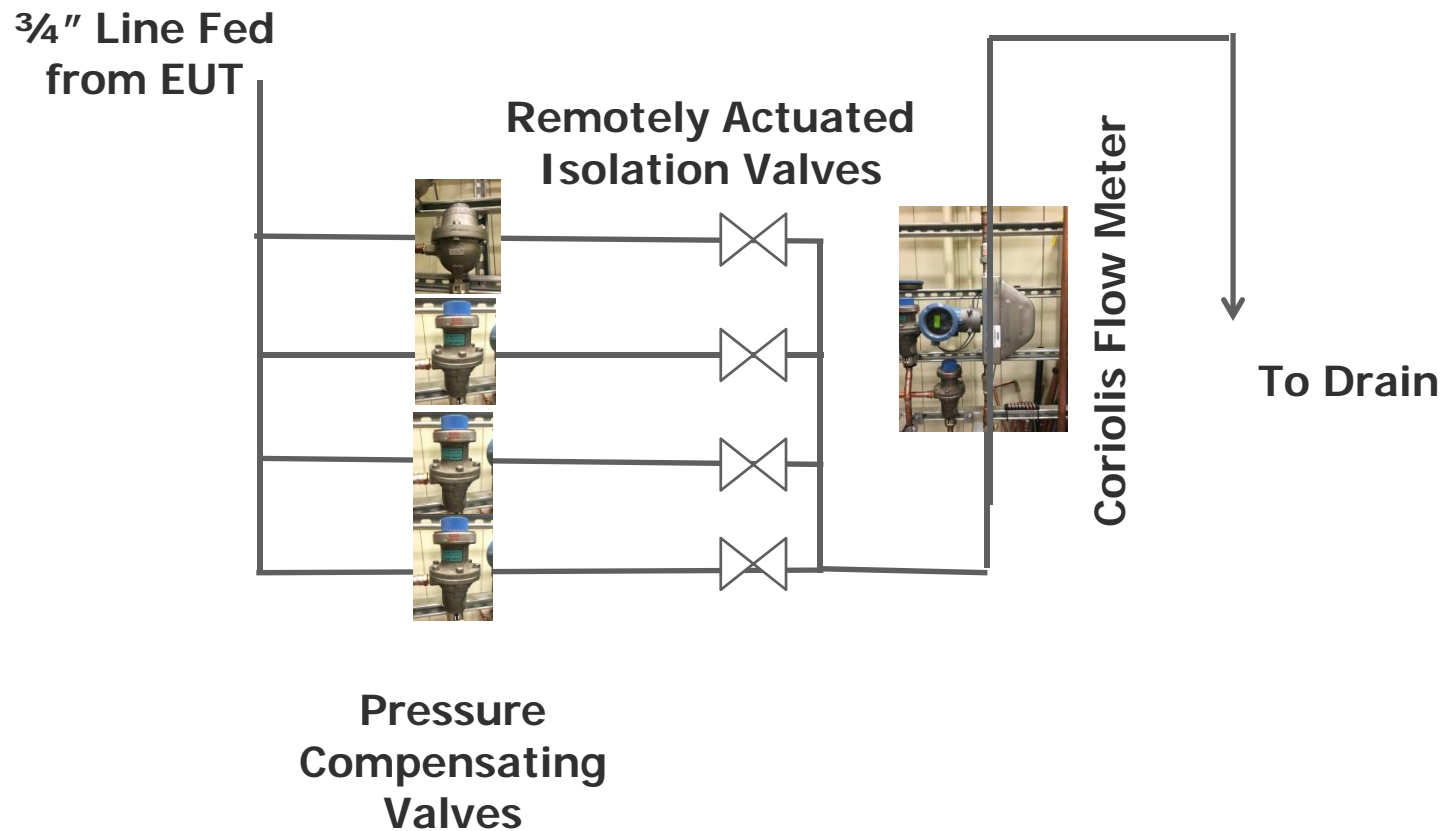 ¾" Line Fed
from EUT
Remotely Actuated
Isolation Valves
Coriolis Flow Meter
To Drain
Pressure
Compensating
Valves